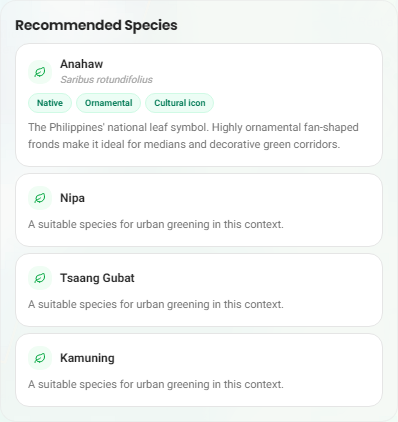 Recommended Species
Anahaw
Saribus rotundifolius
Native Ornamental Cultural icon
The Philippines' national leaf symbol. Highly ornamental fan-shaped
fronds make it ideal for medians and decorative green corridors.
Nipa
A suitable species for urban greening in this context.
Tsaang Gubat
A suitable species for urban greening in this context.
Kamuning
A suitable species for urban greening in this context.